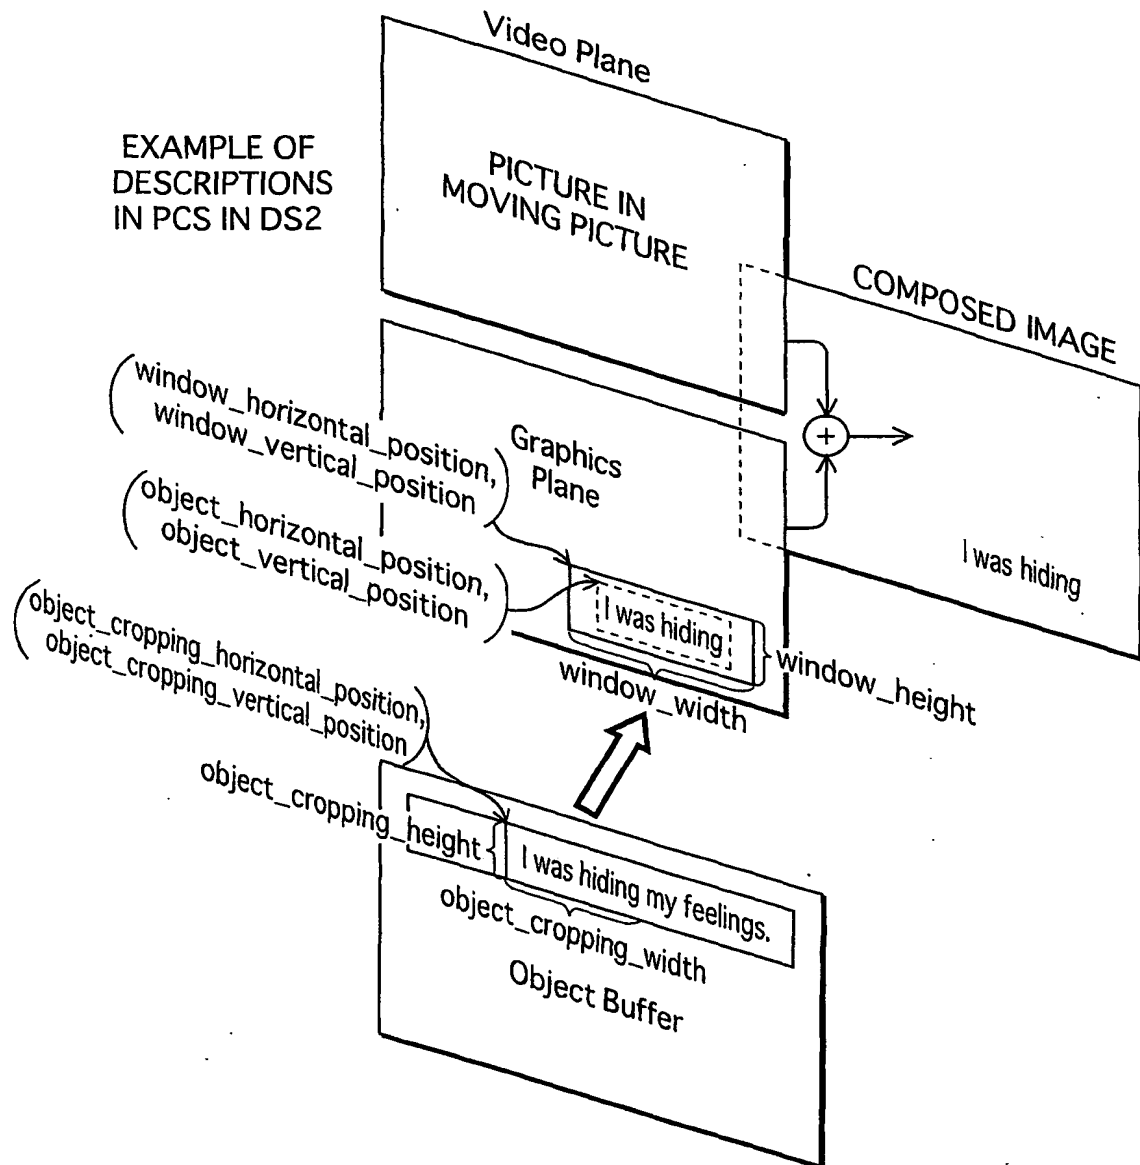 Video Plane
EXAMPLE OF
DESCRIPTIONS
IN PCS IN DS2
PICTURE IN
MOVING PICTURE
COMPOSED IMAGE
(window_horizontal_position,
window_vertical_position)
Graphics
Plane
+
(object_horizontal_position,
object_vertical_position)
I was hiding
I was hiding
window_height
window_width
(object_cropping_horizontal_position,
object_cropping_vertical_position)
object_cropping_height
I was hiding my feelings.
object_cropping_width
Object Buffer